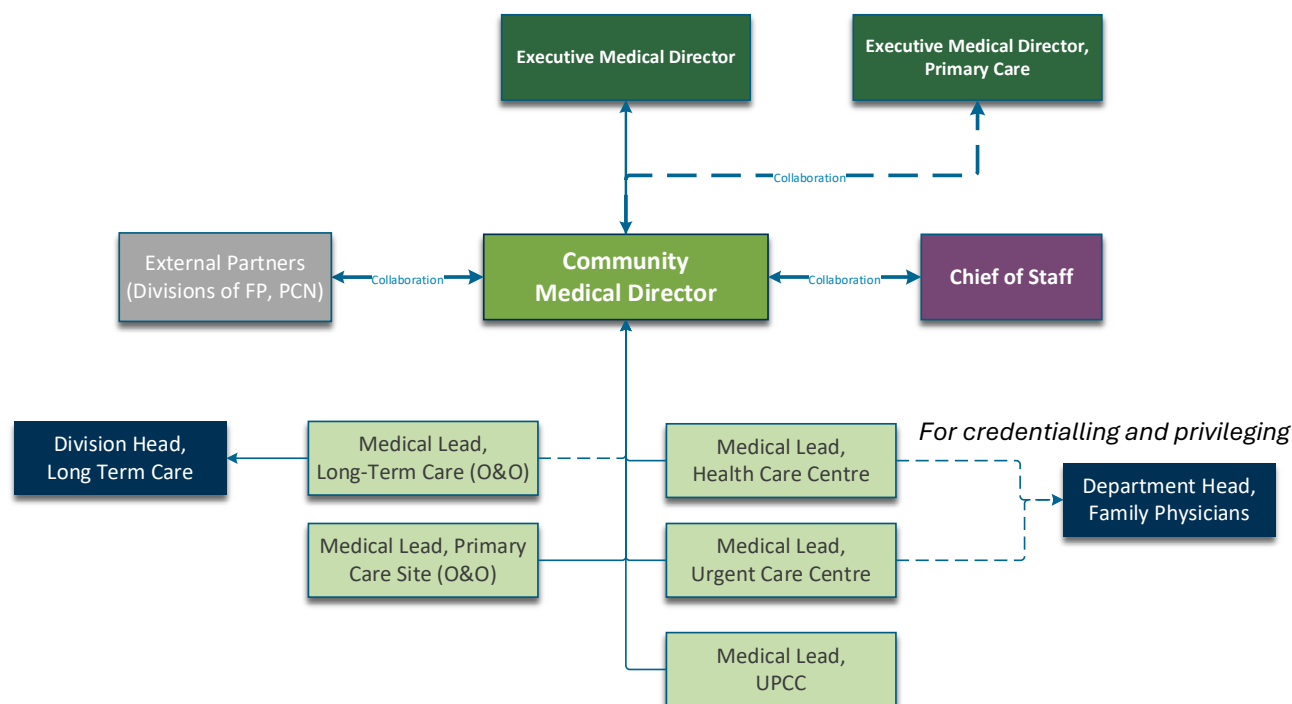 Executive Medical Director
Executive Medical Director,
Primary Care
Collaboration
External Partners
(Divisions of FP, PCN)
Collaboration
Community
Medical Director
Collaboration
Chief of Staff
Division Head,
Long Term Care
Medical Lead,
Long-Term Care (O&O)
Medical Lead,
Health Care Centre
For credentialling and privileging
Department Head,
Family Physicians
Medical Lead, Primary
Care Site (O&O)
Medical Lead,
Urgent Care Centre
Medical Lead,
UPCC